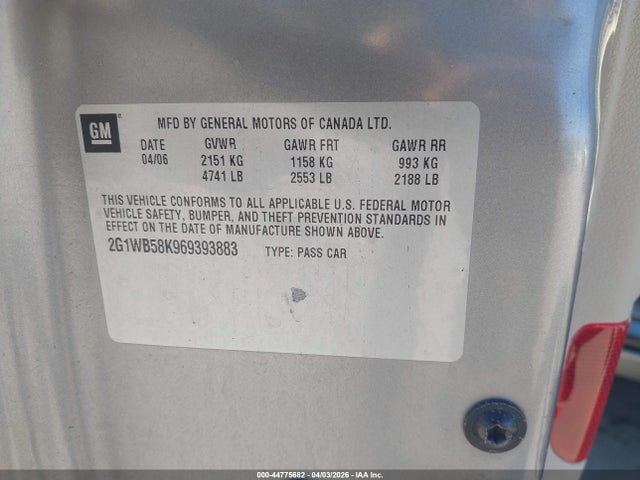 GM
MFD BY GENERAL MOTORS OF CANADA LTD.
DATE GVWR GAWR FRT GAWR RR
04/06 2151 KG 1158 KG 993 KG
4741 LB 2553 LB 2188 LB
THIS VEHICLE CONFORMS TO ALL APPLICABLE U.S. FEDERAL MOTOR
VEHICLE SAFETY, BUMPER, AND THEFT PREVENTION STANDARDS IN
EFFECT ON THE DATE OF MANUFACTURE SHOWN ABOVE.
2G1WB58K969393883 TYPE: PASS CAR
000-44775682 - 04/03/2026 - IAA Inc.